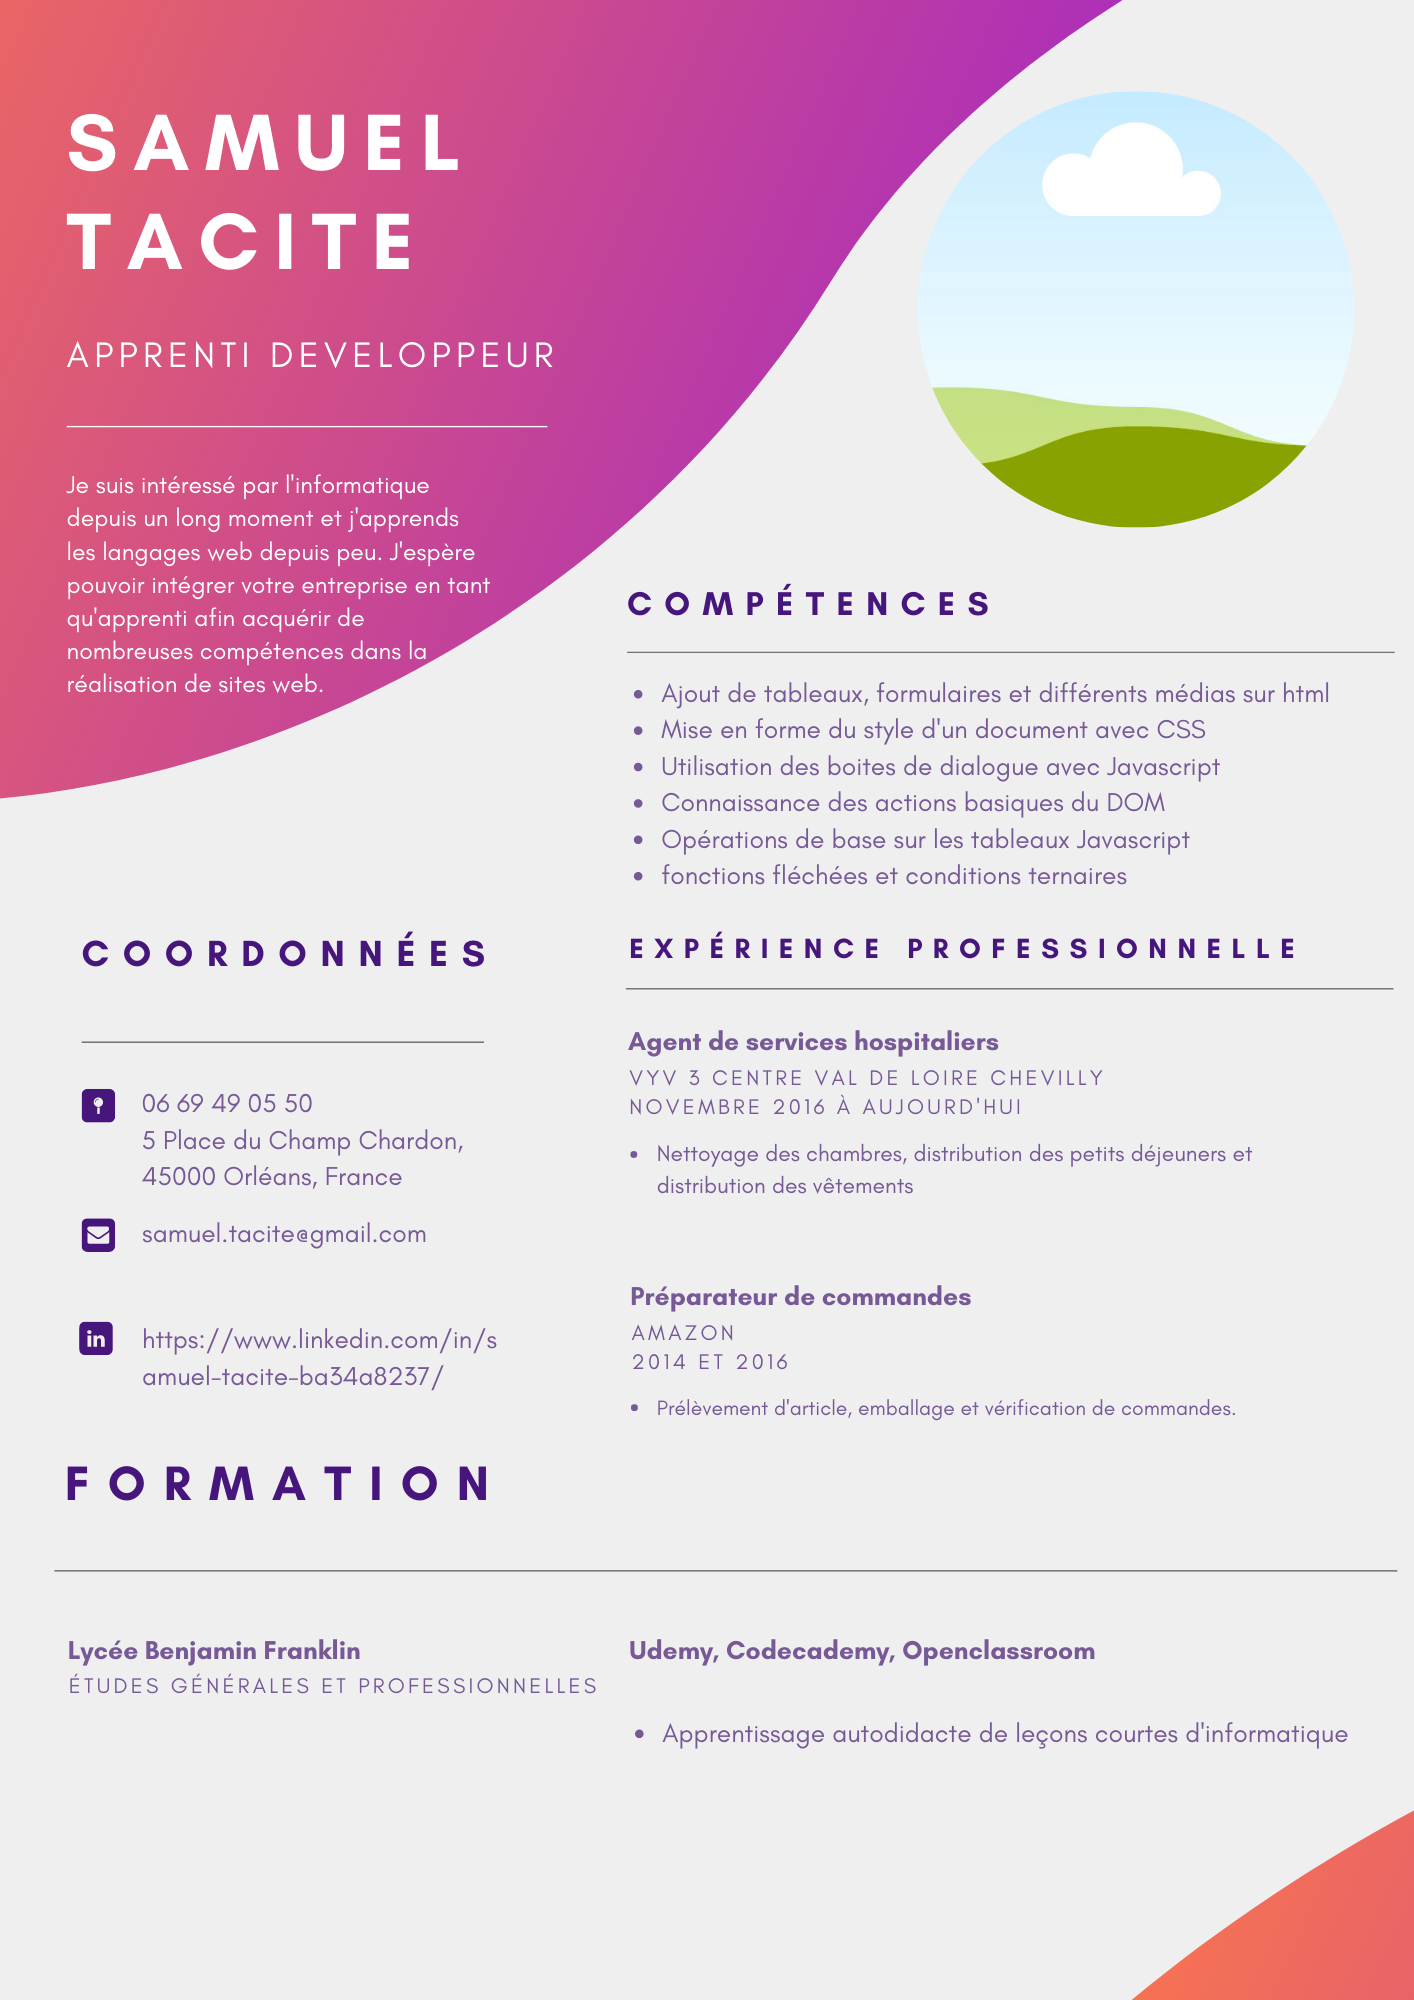 SAMUEL
TACITE
APPRENTI DEVELOPPEUR
Je suis intéressé par l'informatique
depuis un long moment et j'apprends
les langages web depuis peu. J'espère
pouvoir intégrer votre entreprise en tant
qu'apprenti afin acquérir de
nombreuses compétences dans la
réalisation de sites web.
COMPÉTENCES
• Ajout de tableaux, formulaires et différents médias sur html
• Mise en forme du style d'un document avec CSS
• Utilisation des boites de dialogue avec Javascript
• Connaissance des actions basiques du DOM
• Opérations de base sur les tableaux Javascript
• fonctions fléchées et conditions ternaires
COORDONNÉES
06 69 49 05 50
5 Place du Champ Chardon,
45000 Orléans, France
samuel.tacite@gmail.com
in
https://www.linkedin.com/in/s
amuel-tacite-ba34a8237/
EXPÉRIENCE PROFESSIONNELLE
Agent de services hospitaliers
VYV 3 CENTRE VAL DE LOIRE CHEVILLY
NOVEMBRE 2016 À AUJOURD'HUI
• Nettoyage des chambres, distribution des petits déjeuners et
distribution des vêtements
Préparateur de commandes
AMAZON
2014 ET 2016
• Prélèvement d'article, emballage et vérification de commandes.
FORMATION
Lycée Benjamin Franklin
ÉTUDES GÉNÉRALES ET PROFESSIONNELLES
Udemy, Codecademy, Openclassroom
• Apprentissage autodidacte de leçons courtes d'informatique